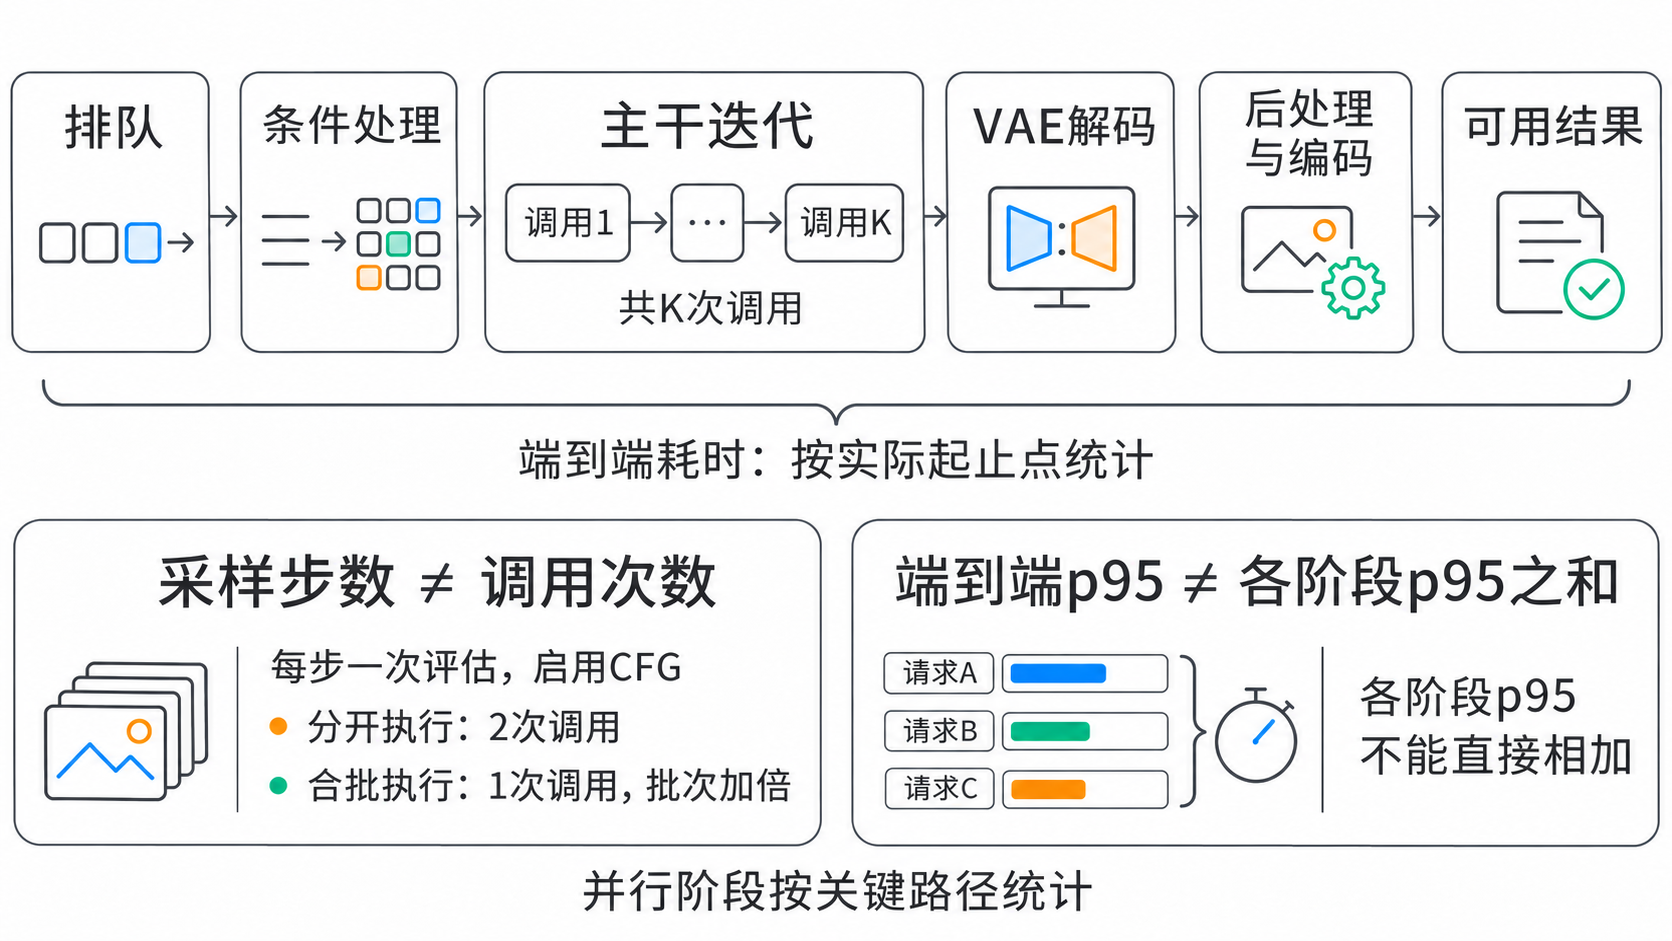 排队
条件处理
主干迭代
调用1
···
调用K
共K次调用
VAE解码
后处理
与编码
可用结果
端到端耗时：按实际起止点统计
采样步数 ≠ 调用次数
每步一次评估，启用CFG
分开执行：2次调用
合批执行：1次调用，批次加倍
端到端p95 ≠ 各阶段p95之和
请求A
请求B
请求C
各阶段p95
不能直接相加
并行阶段按关键路径统计